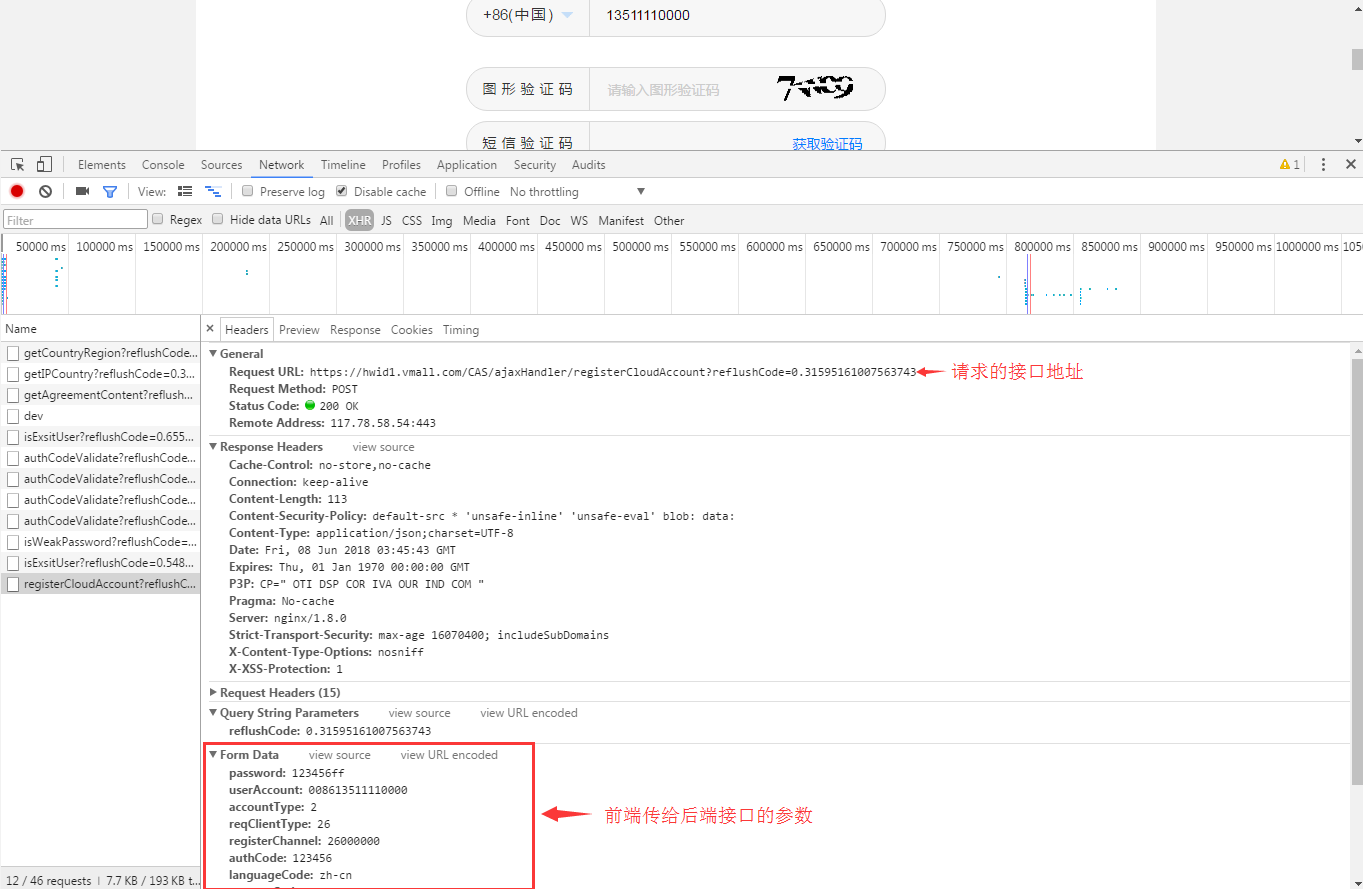 +86(中国) 13511110000
图形验证码 请输入图形验证码
短信验证码 获取验证码
Elements Console Sources Network Timeline Profiles Application Security Audits 1
View: Preserve log Disable cache Offline No throttling
Filter Regex Hide data URLs All XHR JS CSS Img Media Font Doc WS Manifest Other
50000 ms 100000 ms 150000 ms 200000 ms 250000 ms 300000 ms 350000 ms 400000 ms 450000 ms 500000 ms 550000 ms 600000 ms 650000 ms 700000 ms 750000 ms 800000 ms 850000 ms 900000 ms 950000 ms 1000000 ms 1050
Name
getCountryRegion?reflushCode...
getIPCountry?reflushCode=0.3...
getAgreementContent?reflush...
dev
isExsitUser?reflushCode=0.655...
authCodeValidate?reflushCode...
authCodeValidate?reflushCode...
authCodeValidate?reflushCode...
authCodeValidate?reflushCode...
isWeakPassword?reflushCode=...
isExsitUser?reflushCode=0.548...
registerCloudAccount?reflushC...
12 / 46 requests | 7.7 KB / 193 KB t...
× Headers Preview Response Cookies Timing
General
Request URL: https://hwid1.vmall.com/CAS/ajaxHandler/registerCloudAccount?reflushCode=0.31595161007563743 请求的接口地址
Request Method: POST
Status Code: 200 OK
Remote Address: 117.78.58.54:443
Response Headers view source
Cache-Control: no-store,no-cache
Connection: keep-alive
Content-Length: 113
Content-Security-Policy: default-src * 'unsafe-inline' 'unsafe-eval' blob: data:
Content-Type: application/json;charset=UTF-8
Date: Fri, 08 Jun 2018 03:45:43 GMT
Expires: Thu, 01 Jan 1970 00:00:00 GMT
P3P: CP=" OTI DSP COR IVA OUR IND COM "
Pragma: No-cache
Server: nginx/1.8.0
Strict-Transport-Security: max-age 16070400; includeSubDomains
X-Content-Type-Options: nosniff
X-XSS-Protection: 1
Request Headers (15)
Query String Parameters view source view URL encoded
reflushCode: 0.31595161007563743
Form Data view source view URL encoded
password: 123456ff
userAccount: 008613511110000
accountType: 2
reqClientType: 26 前端传给后端接口的参数
registerChannel: 26000000
authCode: 123456
languageCode: zh-cn